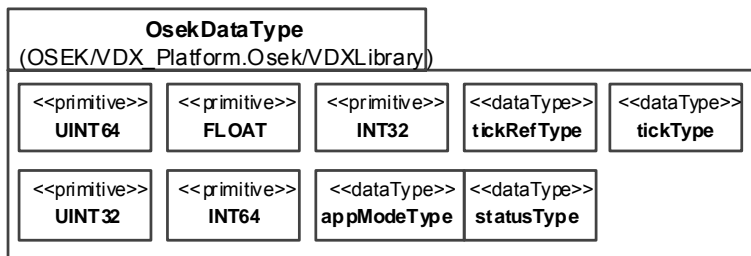 OsekDataType
(OSEK/VDX_Platform.Osek/VDXLibrary)
<<primitive>> <<primitive>> <<primitive>> <<dataType>> <<dataType>>
UINT64 FLOAT INT32 tickRefType tickType
<<primitive>> <<primitive>> <<dataType>> <<dataType>>
UINT32 INT64 appModeType statusType